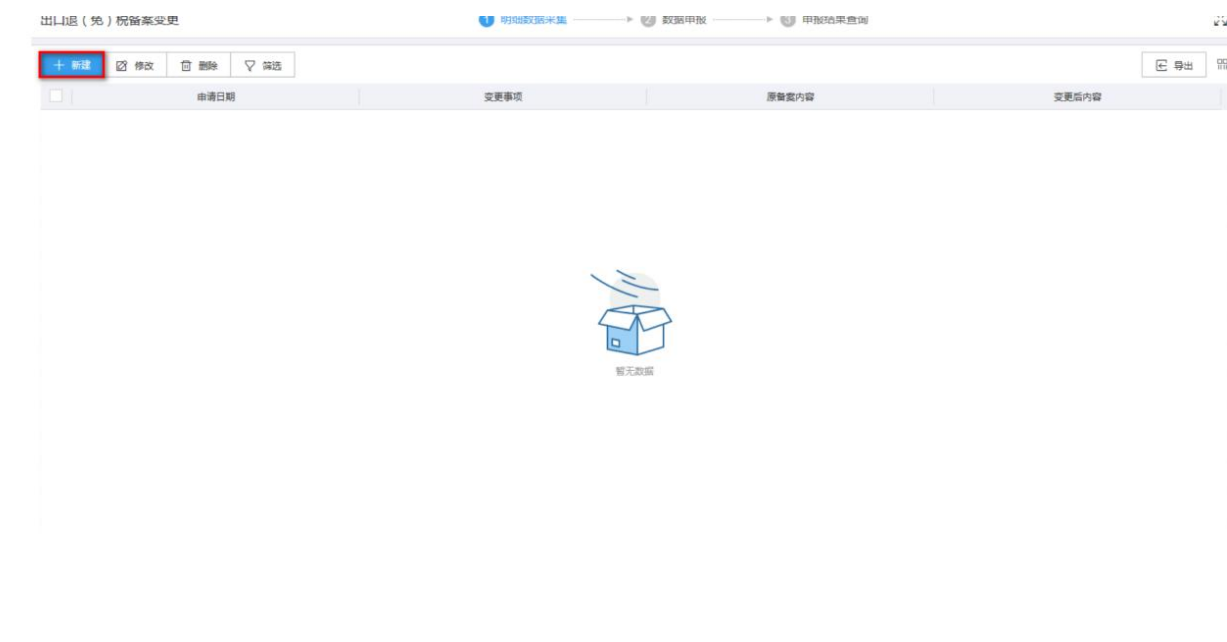 出口退（免）税备案变更 1 明细数据采集 2 数据申报 3 申报结果查询
新建 修改 删除 筛选 导出
申请日期 变更事项 原备案内容 变更后内容
暂无数据